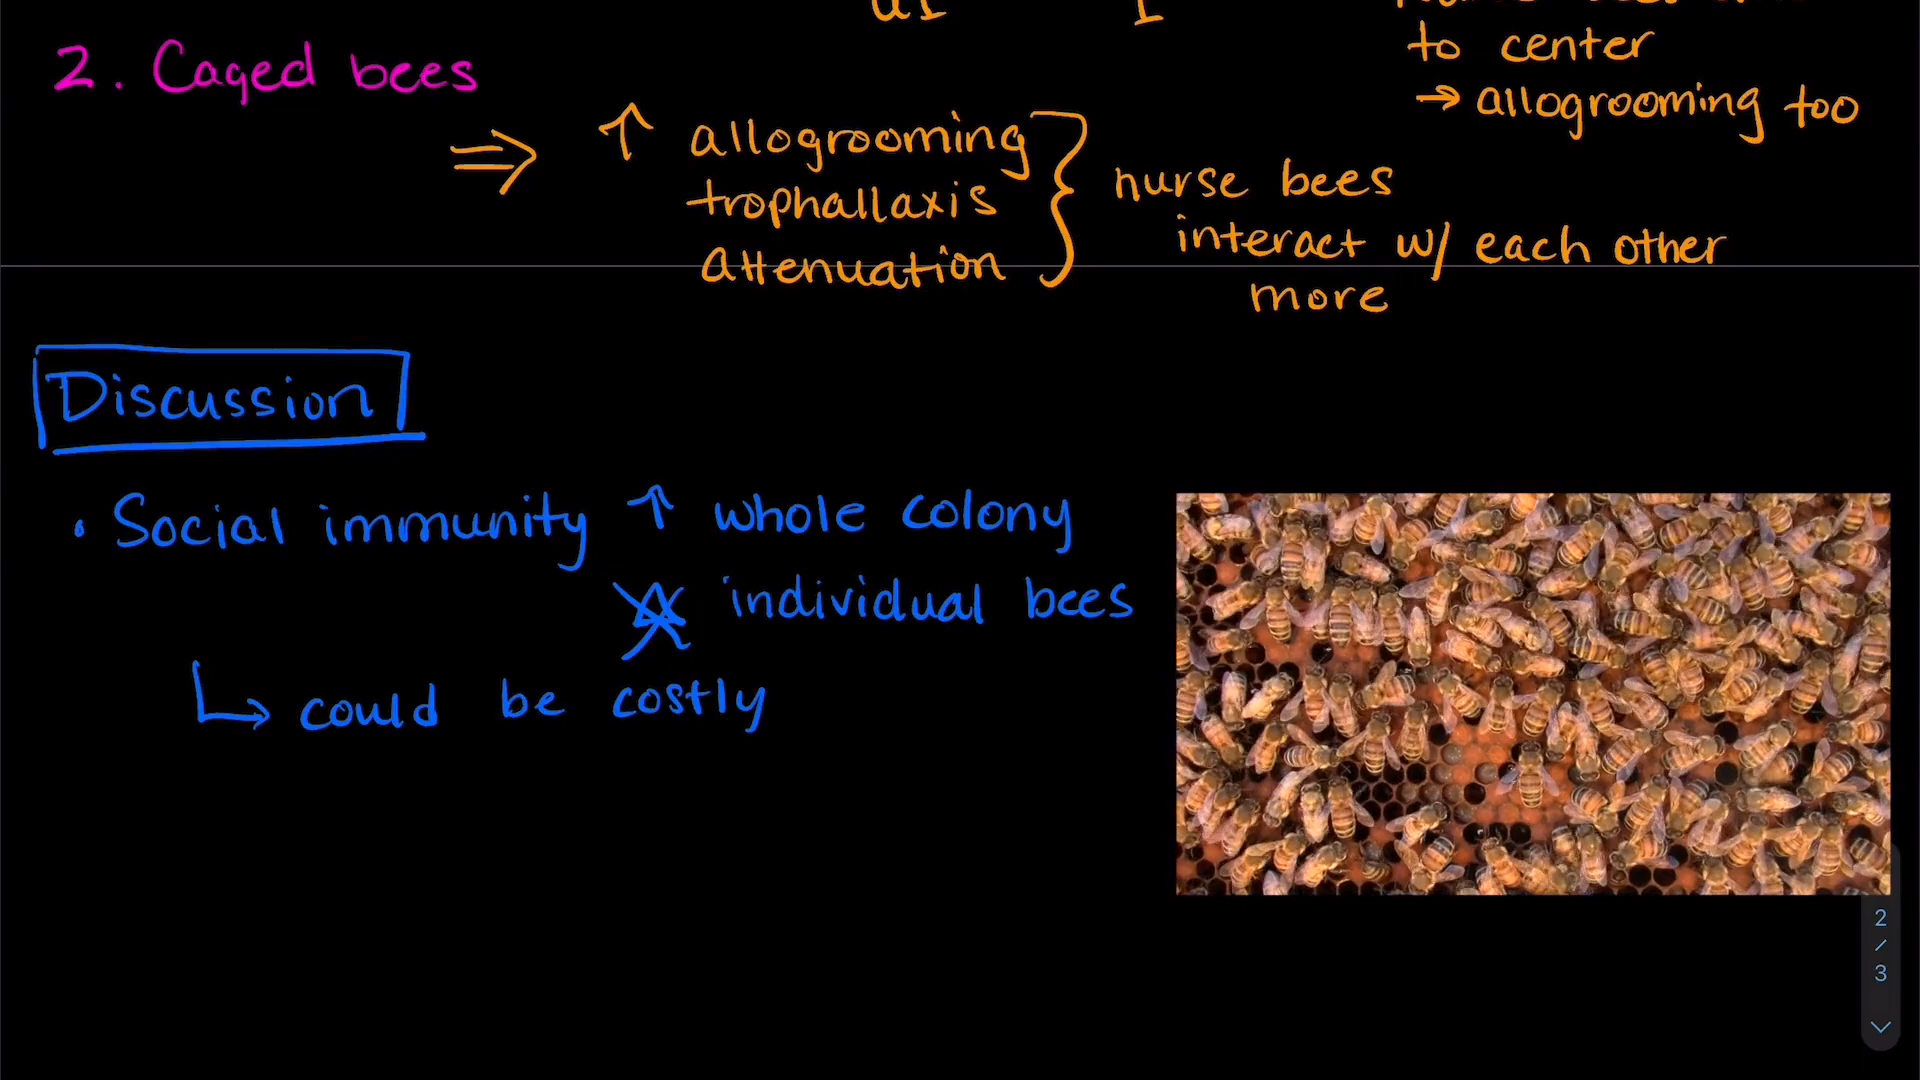 to center
2. Caged bees
→ allogrooming too
⇒ ↑ allogrooming
trophallaxis
attenuation
nurse bees
interact w/ each other
more
Discussion
• Social immunity ↑ whole colony
individual bees
↳ could be costly
2
/
3